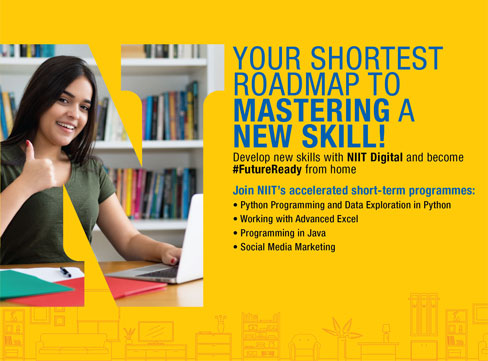 YOUR SHORTEST
ROADMAP TO
MASTERING A
NEW SKILL!
Develop new skills with NIIT Digital and become
#FutureReady from home
Join NIIT's accelerated short-term programmes:
• Python Programming and Data Exploration in Python
• Working with Advanced Excel
• Programming in Java
• Social Media Marketing